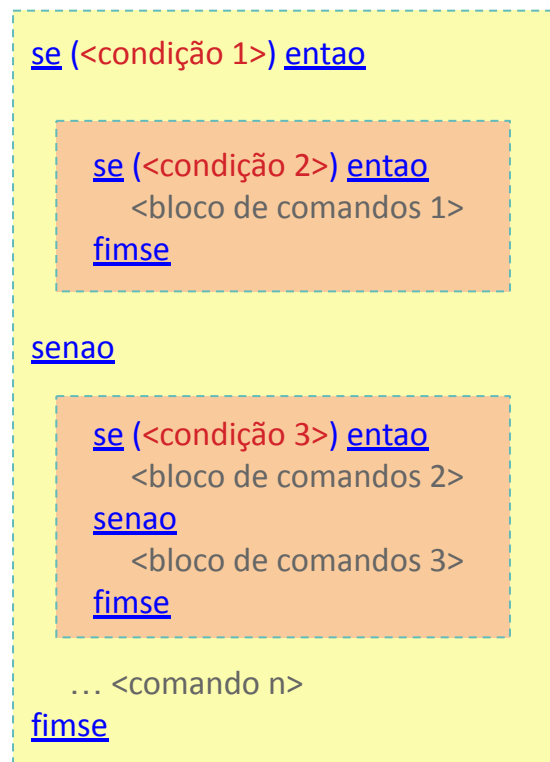 se (<condição 1>) entao
se (<condição 2>) entao
<bloco de comandos 1>
fimse
senao
se (<condição 3>) entao
<bloco de comandos 2>
senao
<bloco de comandos 3>
fimse
… <comando n>
fimse